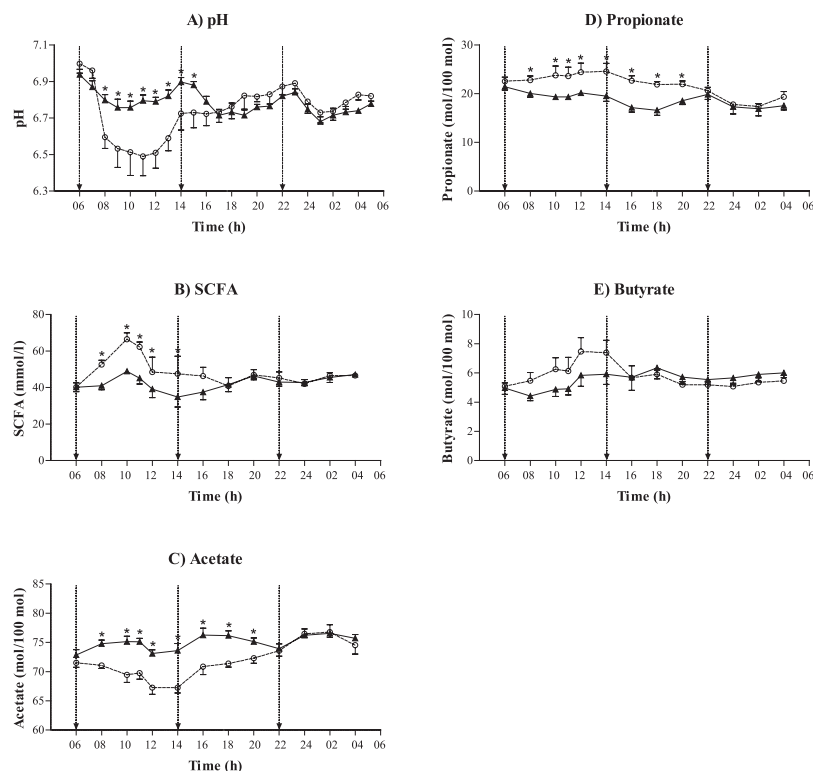 A) pH
7.1
6.9
6.7
6.5
6.3
pH
06 08 10 12 14 16 18 20 22 24 02 04 06
Time (h)
* * * * * * * *
B) SCFA
80
60
40
20
0
SCFA (mmol/l)
06 08 10 12 14 16 18 20 22 24 02 04 06
Time (h)
* * * * *
C) Acetate
85
80
75
70
65
60
Acetate (mol/100 mol)
06 08 10 12 14 16 18 20 22 24 02 04 06
Time (h)
* * * * * * * *
D) Propionate
30
20
10
0
Propionate (mol/100 mol)
06 08 10 12 14 16 18 20 22 24 02 04 06
Time (h)
* * * * * * * *
E) Butyrate
10
8
6
4
2
0
Butyrate (mol/100 mol)
06 08 10 12 14 16 18 20 22 24 02 04 06
Time (h)